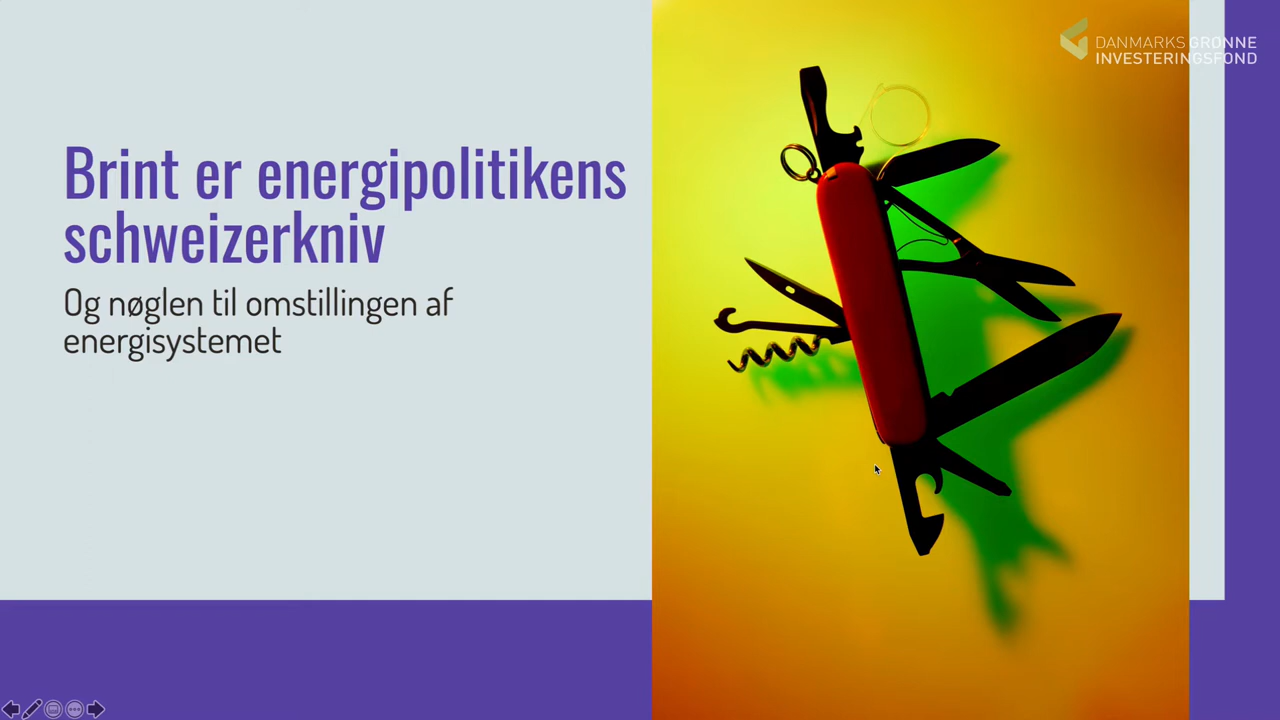 DANMARKS GRØNNE
INVESTERINGSFOND
Brint er energipolitikens
schweizerkniv
Og nøglen til omstillingen af
energisystemet